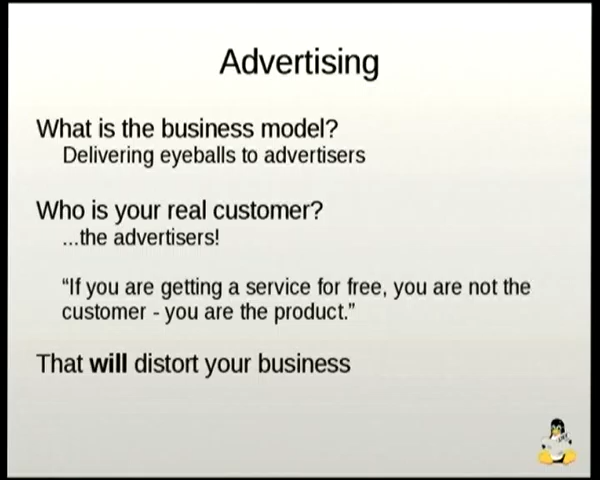 Advertising
What is the business model?
Delivering eyeballs to advertisers
Who is your real customer?
...the advertisers!
“If you are getting a service for free, you are not the
customer - you are the product.”
That will distort your business